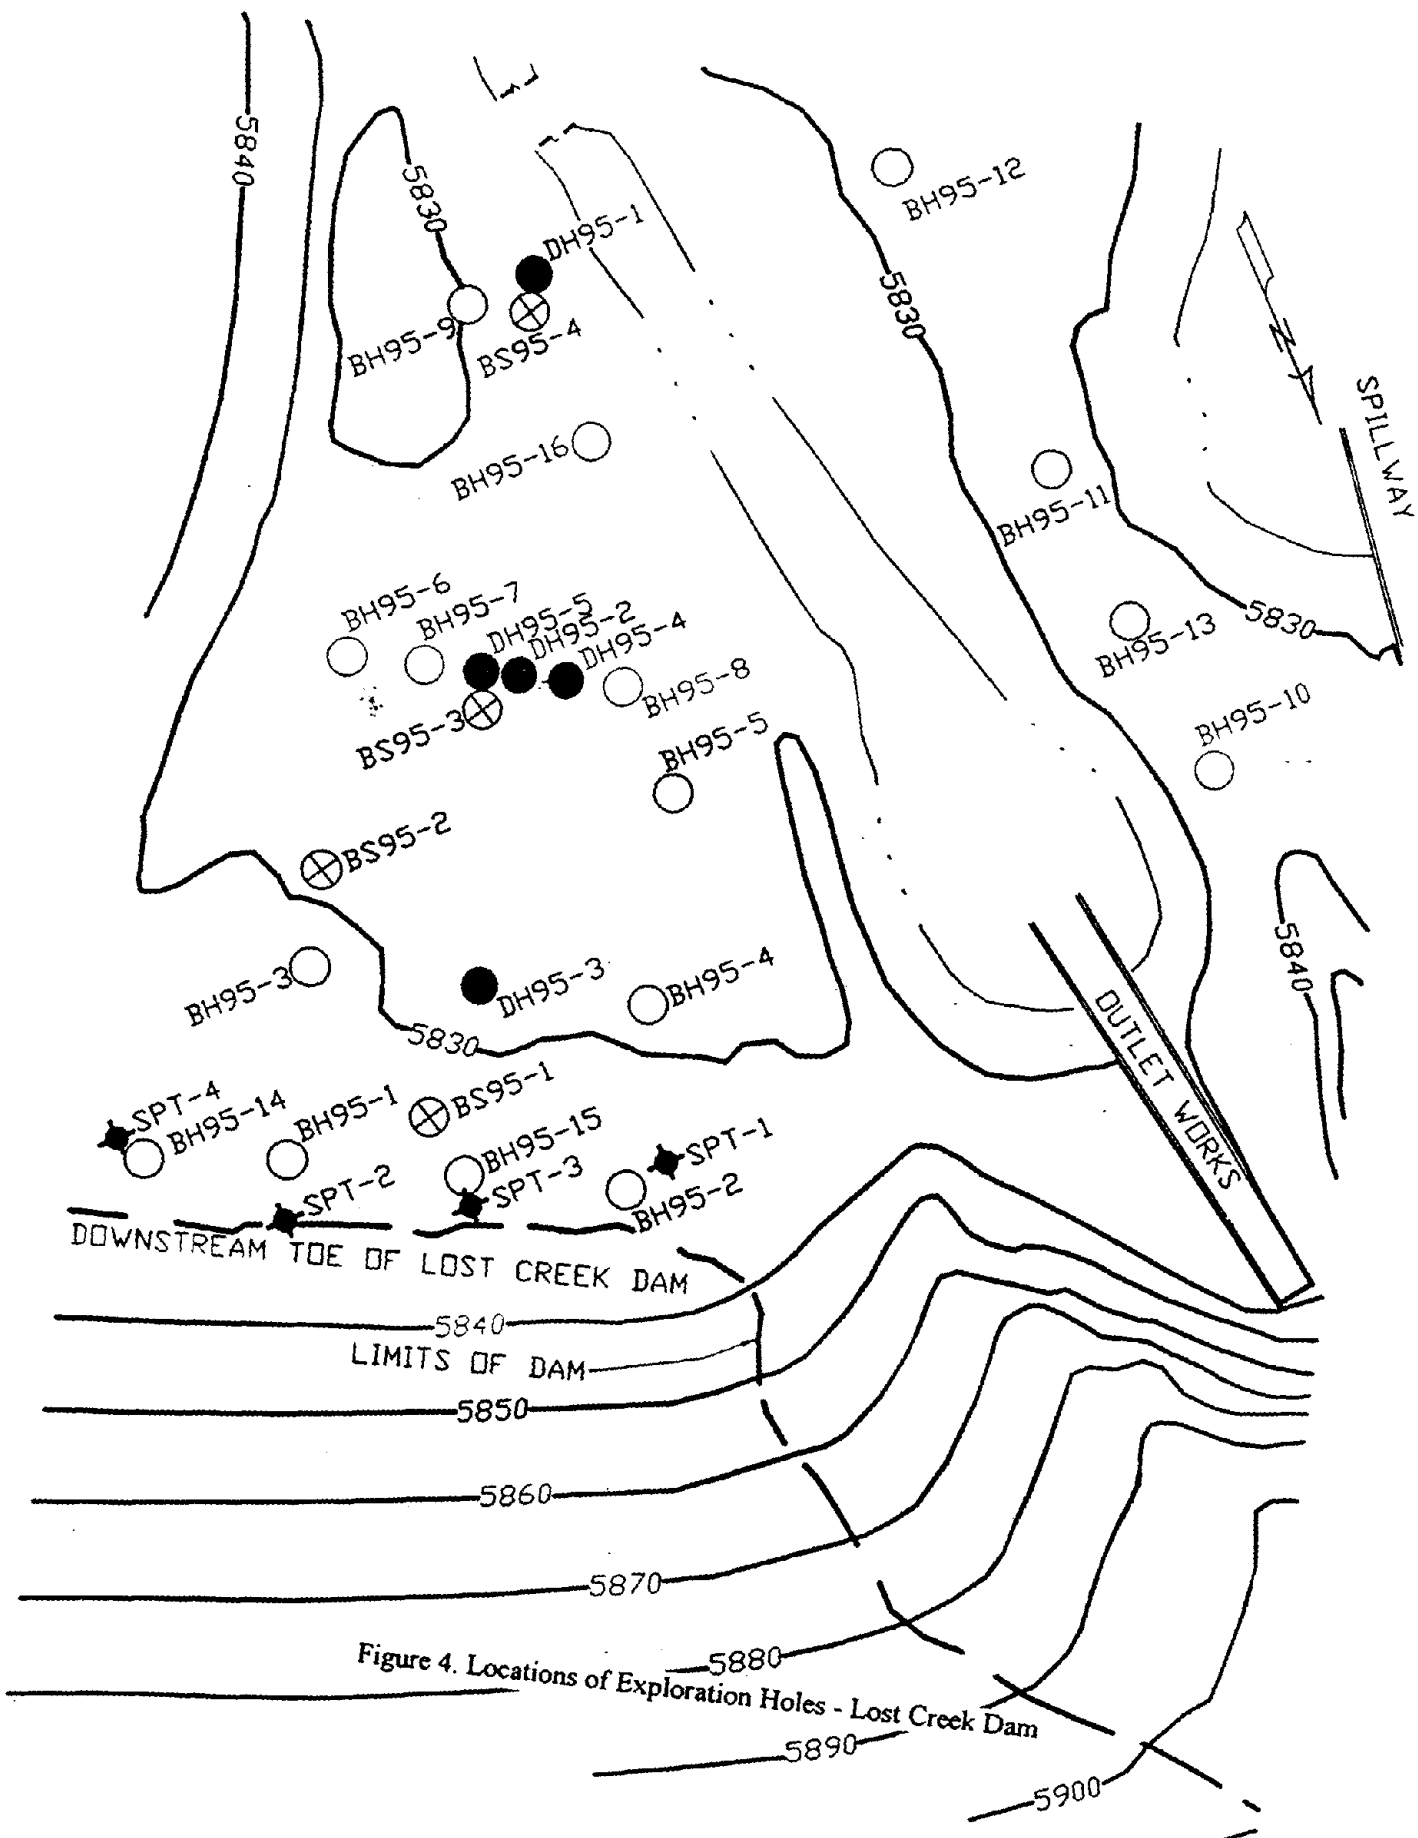 5840
5830
BH95-12
DH95-1
5830
BH95-9
BS95-4
N
SPILLWAY
BH95-16
BH95-11
BH95-6
BH95-7
DH95-5
DH95-2
DH95-4
5830
BH95-13
BH95-8
BS95-3
BH95-5
BH95-10
BS95-2
5840
BH95-3
DH95-3
BH95-4
OUTLET WORKS
5830
SPT-4
BH95-14
BH95-1
BS95-1
BH95-15
SPT-1
SPT-2
SPT-3
BH95-2
DOWNSTREAM TOE OF LOST CREEK DAM
5840
LIMITS OF DAM
5850
5860
5870
5880
Figure 4. Locations of Exploration Holes - Lost Creek Dam
5890
5900